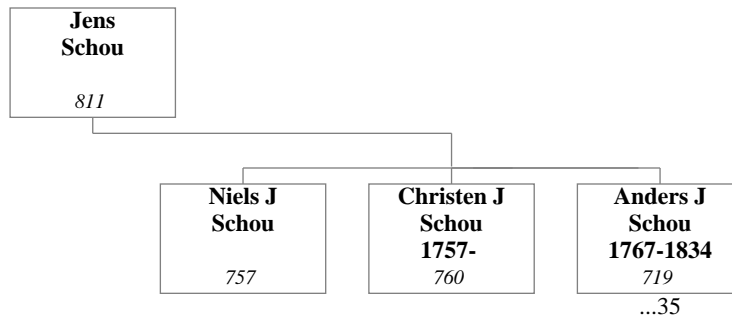 Jens
Schou
811
Niels J
Schou
757
Christen J
Schou
1757-
760
Anders J
Schou
1767-1834
719
...35